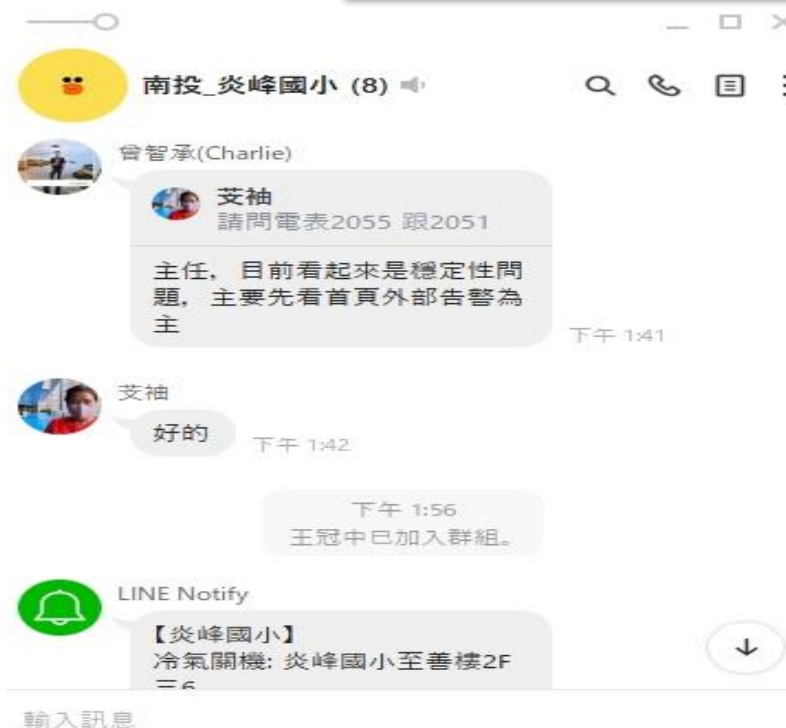 南投_炎峰國小 (8)
曾智承(Charlie)
芠袖
請問電表2055 跟2051
主任，目前看起來是穩定性問
題，主要先看首頁外部告警為
主
下午 1:41
芠袖
好的
下午 1:42
下午 1:56
王冠中已加入群組。
LINE Notify
【炎峰國小】
冷氣關機: 炎峰國小至善樓2F
三6
輸入訊息